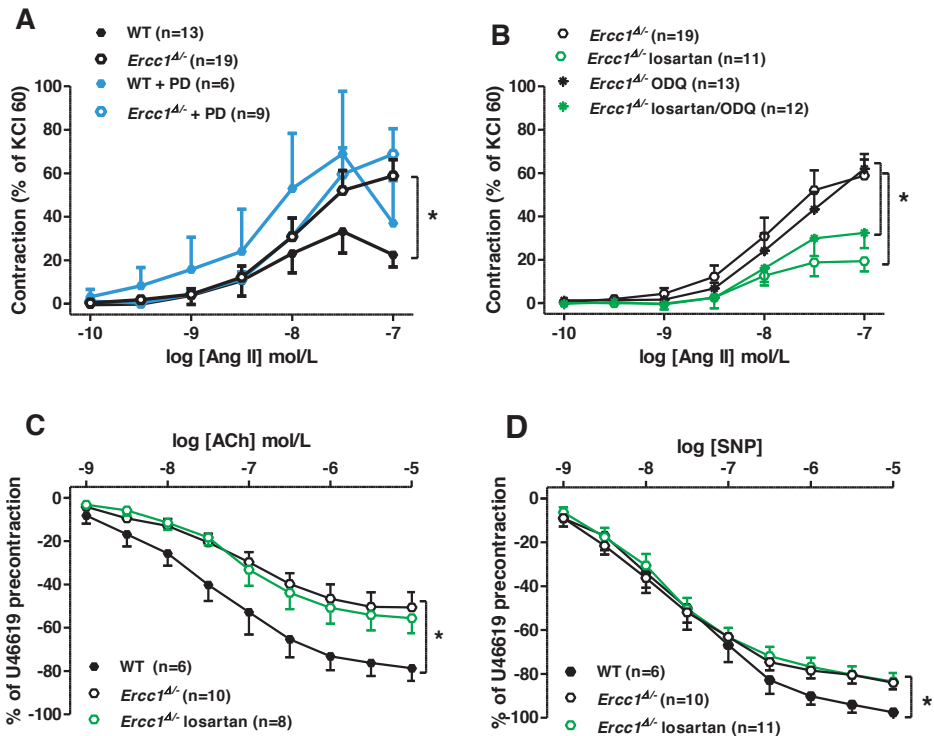 A
WT (n=13)
Ercc1Δ/- (n=19)
WT + PD (n=6)
Ercc1Δ/- + PD (n=9)
Contraction (% of KCl 60)
100
80
60
40
20
0
*
-10
-9
-8
-7
log [Ang II] mol/L
B
Ercc1Δ/- (n=19)
Ercc1Δ/- losartan (n=11)
Ercc1Δ/- ODQ (n=13)
Ercc1Δ/- losartan/ODQ (n=12)
Contraction (% of KCl 60)
100
80
60
40
20
0
*
-10
-9
-8
-7
log [Ang II] mol/L
C
log [ACh] mol/L
-9
-8
-7
-6
-5
% of U46619 precontraction
0
-20
-40
-60
-80
-100
*
WT (n=6)
Ercc1Δ/- (n=10)
Ercc1Δ/- losartan (n=8)
D
log [SNP]
-9
-8
-7
-6
-5
% of U46619 precontraction
0
-20
-40
-60
-80
-100
*
WT (n=6)
Ercc1Δ/- (n=10)
Ercc1Δ/- losartan (n=11)